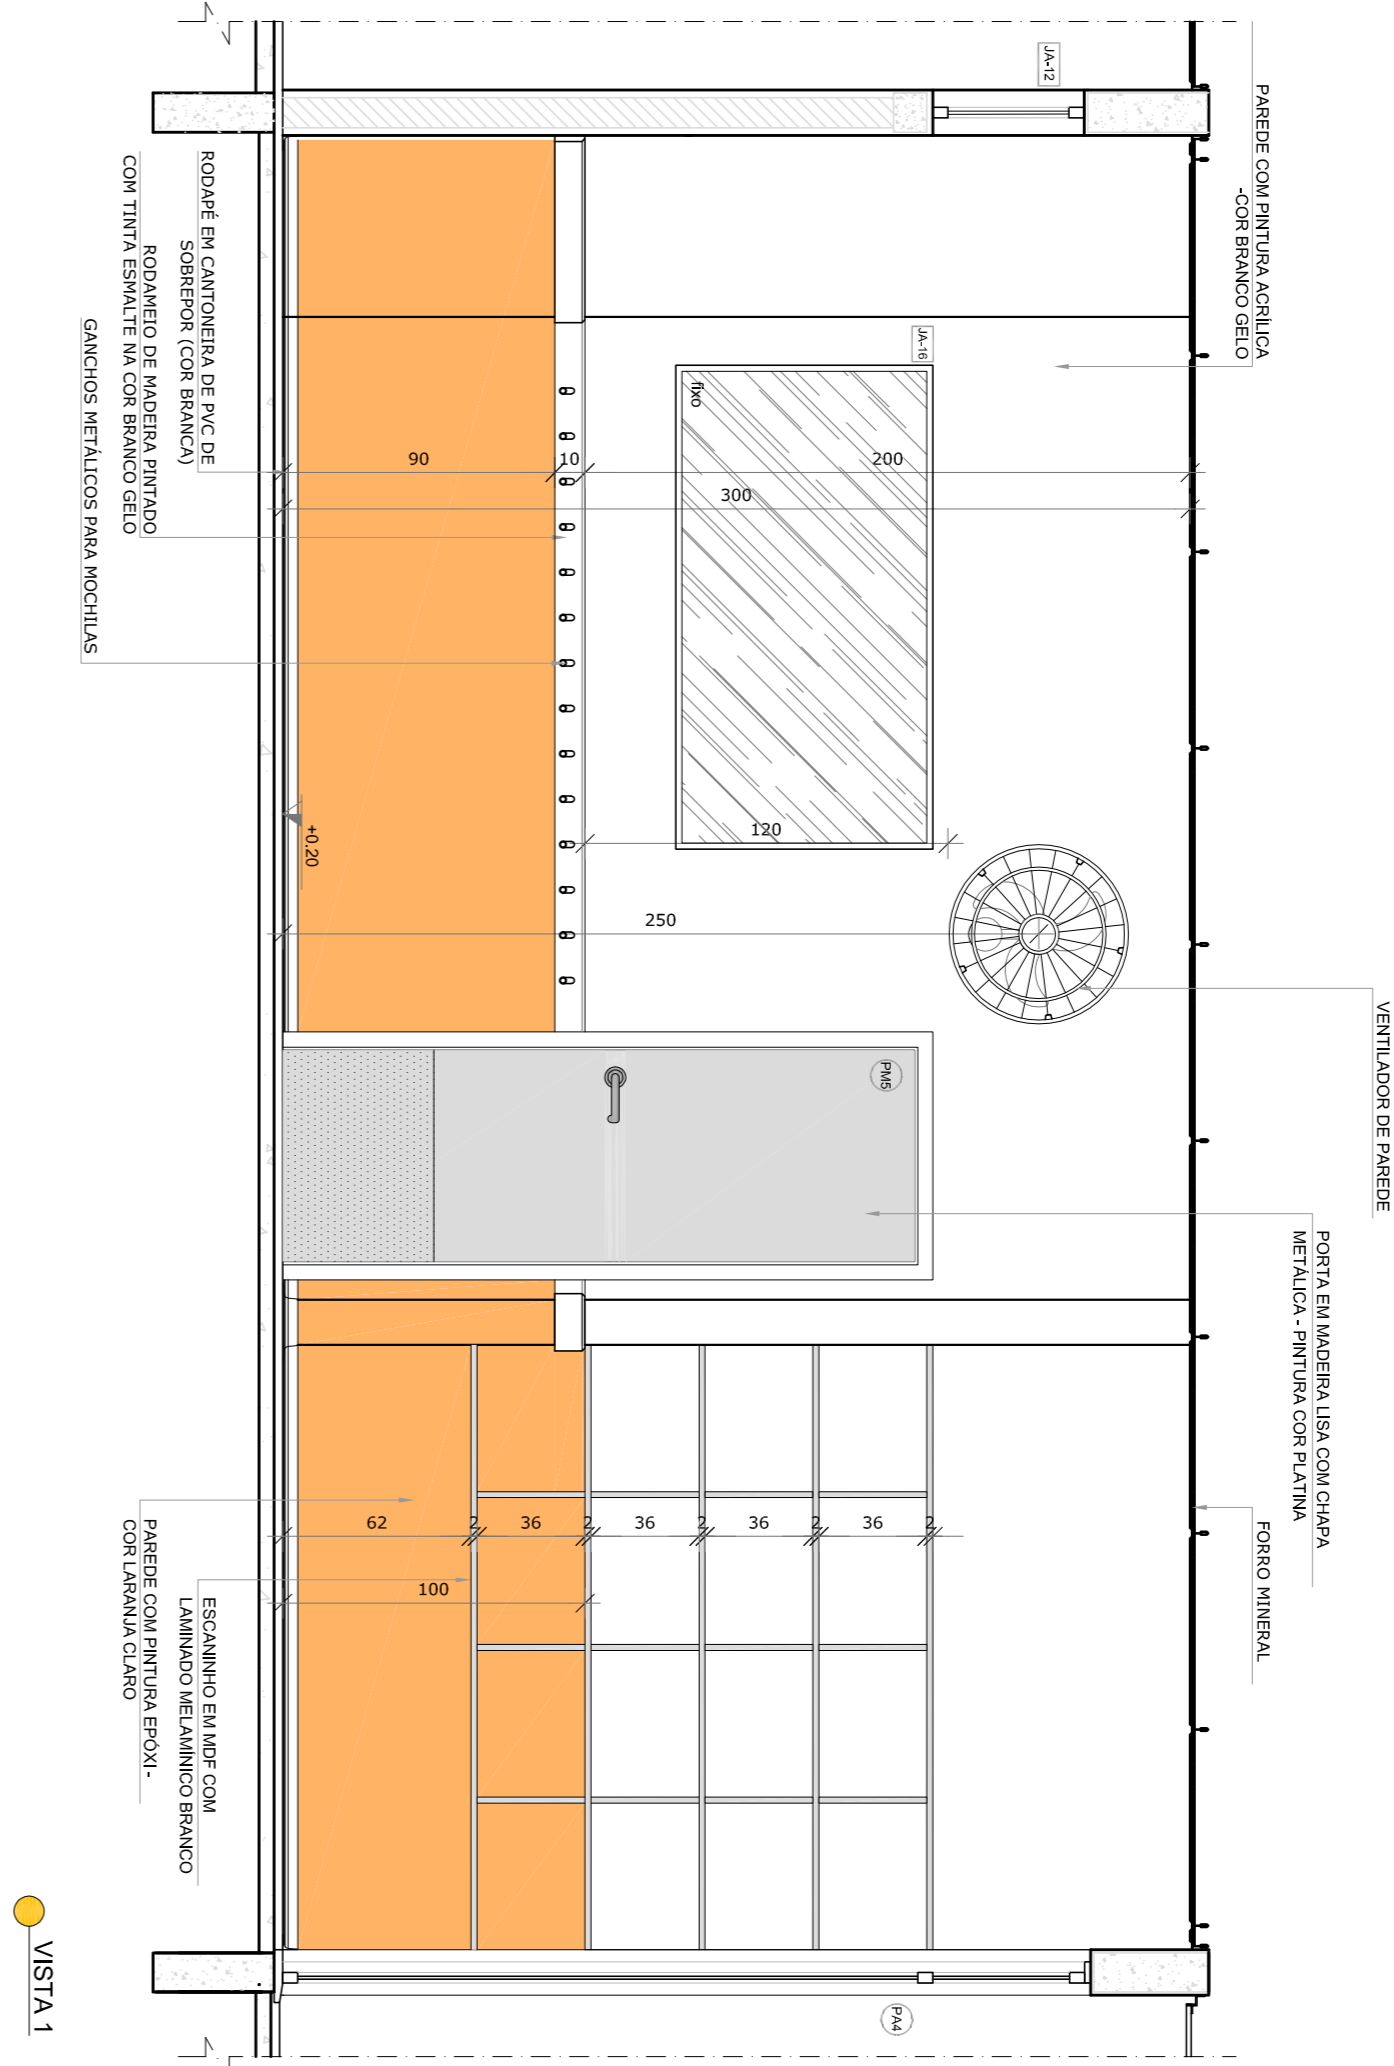 VENTILADOR DE PAREDE
PORTA EM MADEIRA LISA COM CHAPA
METÁLICA - PINTURA COR PLATINA
PAREDE COM PINTURA ACRÍLICA
-COR BRANCO GELO
FORRO MINERAL
JA-12
JA-16
fixo
PM5
PA4
200
300
10
90
120
250
+0.20
62
2
36
2
36
2
36
2
36
2
100
RODAPÉ EM CANTONEIRA DE PVC DE
SOBREPOR (COR BRANCA)
RODAMEIO DE MADEIRA PINTADO
COM TINTA ESMALTE NA COR BRANCO GELO
GANCHOS METÁLICOS PARA MOCHILAS
ESCANINHO EM MDF COM
LAMINADO MELAMÍNICO BRANCO
PAREDE COM PINTURA EPÓXI -
COR LARANJA CLARO
VISTA 1